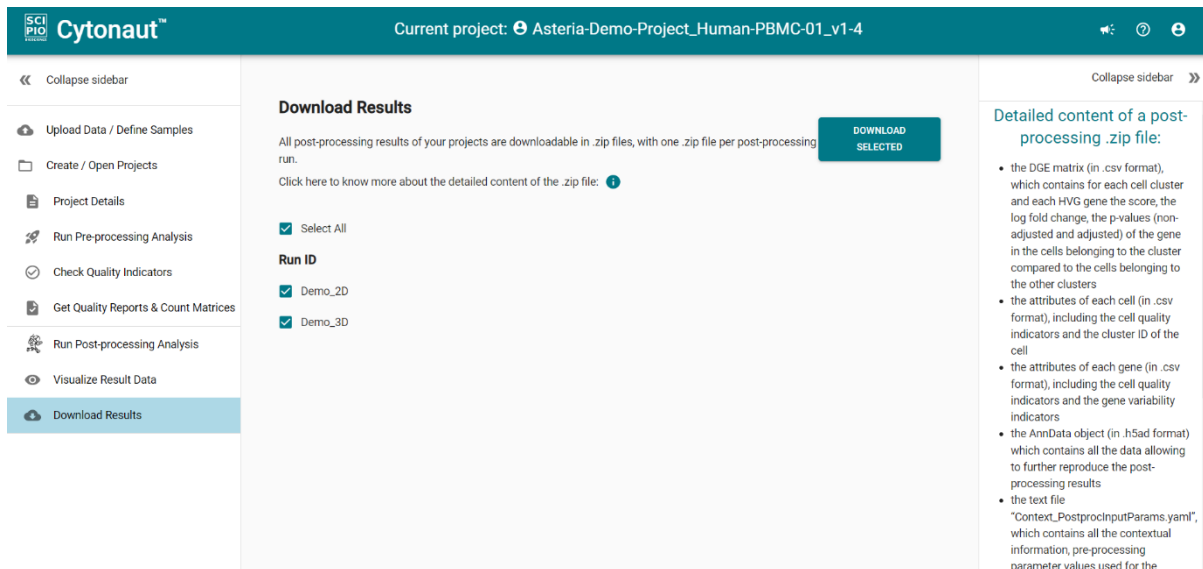 SCI
PIO
Cytonaut™
Current project: Asteria-Demo-Project_Human-PBMC-01_v1-4
Collapse sidebar
Upload Data / Define Samples
Create / Open Projects
Project Details
Run Pre-processing Analysis
Check Quality Indicators
Get Quality Reports & Count Matrices
Run Post-processing Analysis
Visualize Result Data
Download Results
Download Results
All post-processing results of your projects are downloadable in .zip files, with one .zip file per post-processing
run.
Click here to know more about the detailed content of the .zip file:
DOWNLOAD
SELECTED
Select All
Run ID
Demo_2D
Demo_3D
Collapse sidebar
Detailed content of a post-
processing .zip file:
• the DGE matrix (in .csv format),
which contains for each cell cluster
and each HVG gene the score, the
log fold change, the p-values (non-
adjusted and adjusted) of the gene
in the cells belonging to the cluster
compared to the cells belonging to
the other clusters
• the attributes of each cell (in .csv
format), including the cell quality
indicators and the cluster ID of the
cell
• the attributes of each gene (in .csv
format), including the cell quality
indicators and the gene variability
indicators
• the AnnData object (in .h5ad format)
which contains all the data allowing
to further reproduce the post-
processing results
• the text file
“Context_PostprocInputParams.yaml”,
which contains all the contextual
information, pre-processing
parameter values used for the